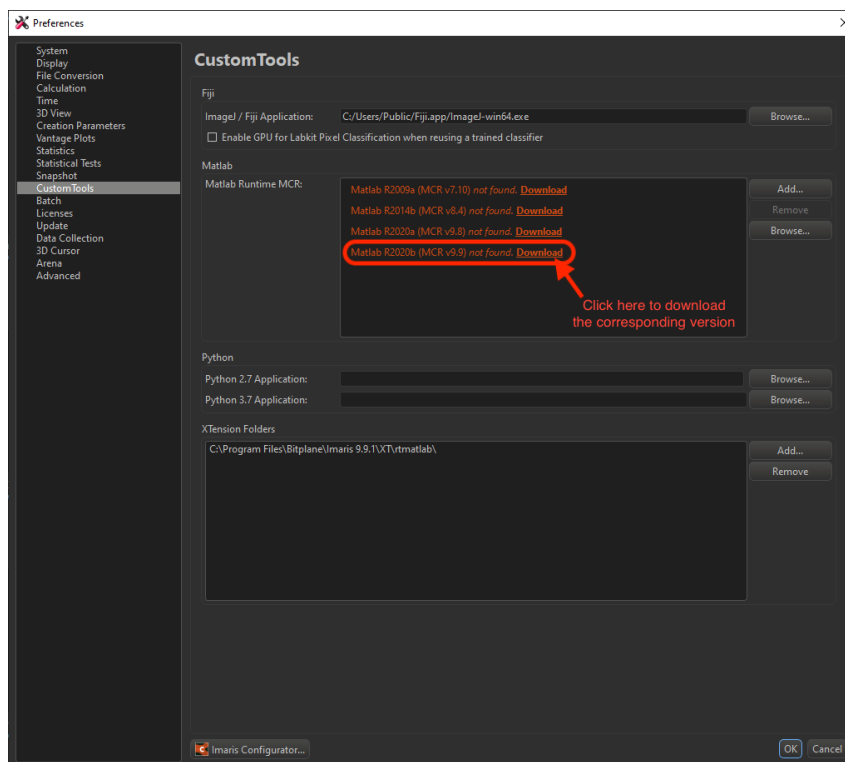 Preferences
System
Display
File Conversion
Calculation
Time
3D View
Creation Parameters
Vantage Plots
Statistics
Statistical Tests
Snapshot
CustomTools
Batch
Licenses
Update
Data Collection
3D Cursor
Arena
Advanced
CustomTools
Fiji
ImageJ / Fiji Application: C:/Users/Public/Fiji.app/ImageJ-win64.exe Browse...
Enable GPU for Labkit Pixel Classification when reusing a trained classifier
Matlab
Matlab Runtime MCR:
Matlab R2009a (MCR v7.10) not found. Download
Matlab R2014b (MCR v8.4) not found. Download
Matlab R2020a (MCR v9.8) not found. Download
Matlab R2020b (MCR v9.9) not found. Download
Add...
Remove
Browse...
Click here to download
the corresponding version
Python
Python 2.7 Application: Browse...
Python 3.7 Application: Browse...
XTension Folders
C:\Program Files\Bitplane\Imaris 9.9.1\XT\rtmatlab\
Add...
Remove
Imaris Configurator...
OK Cancel